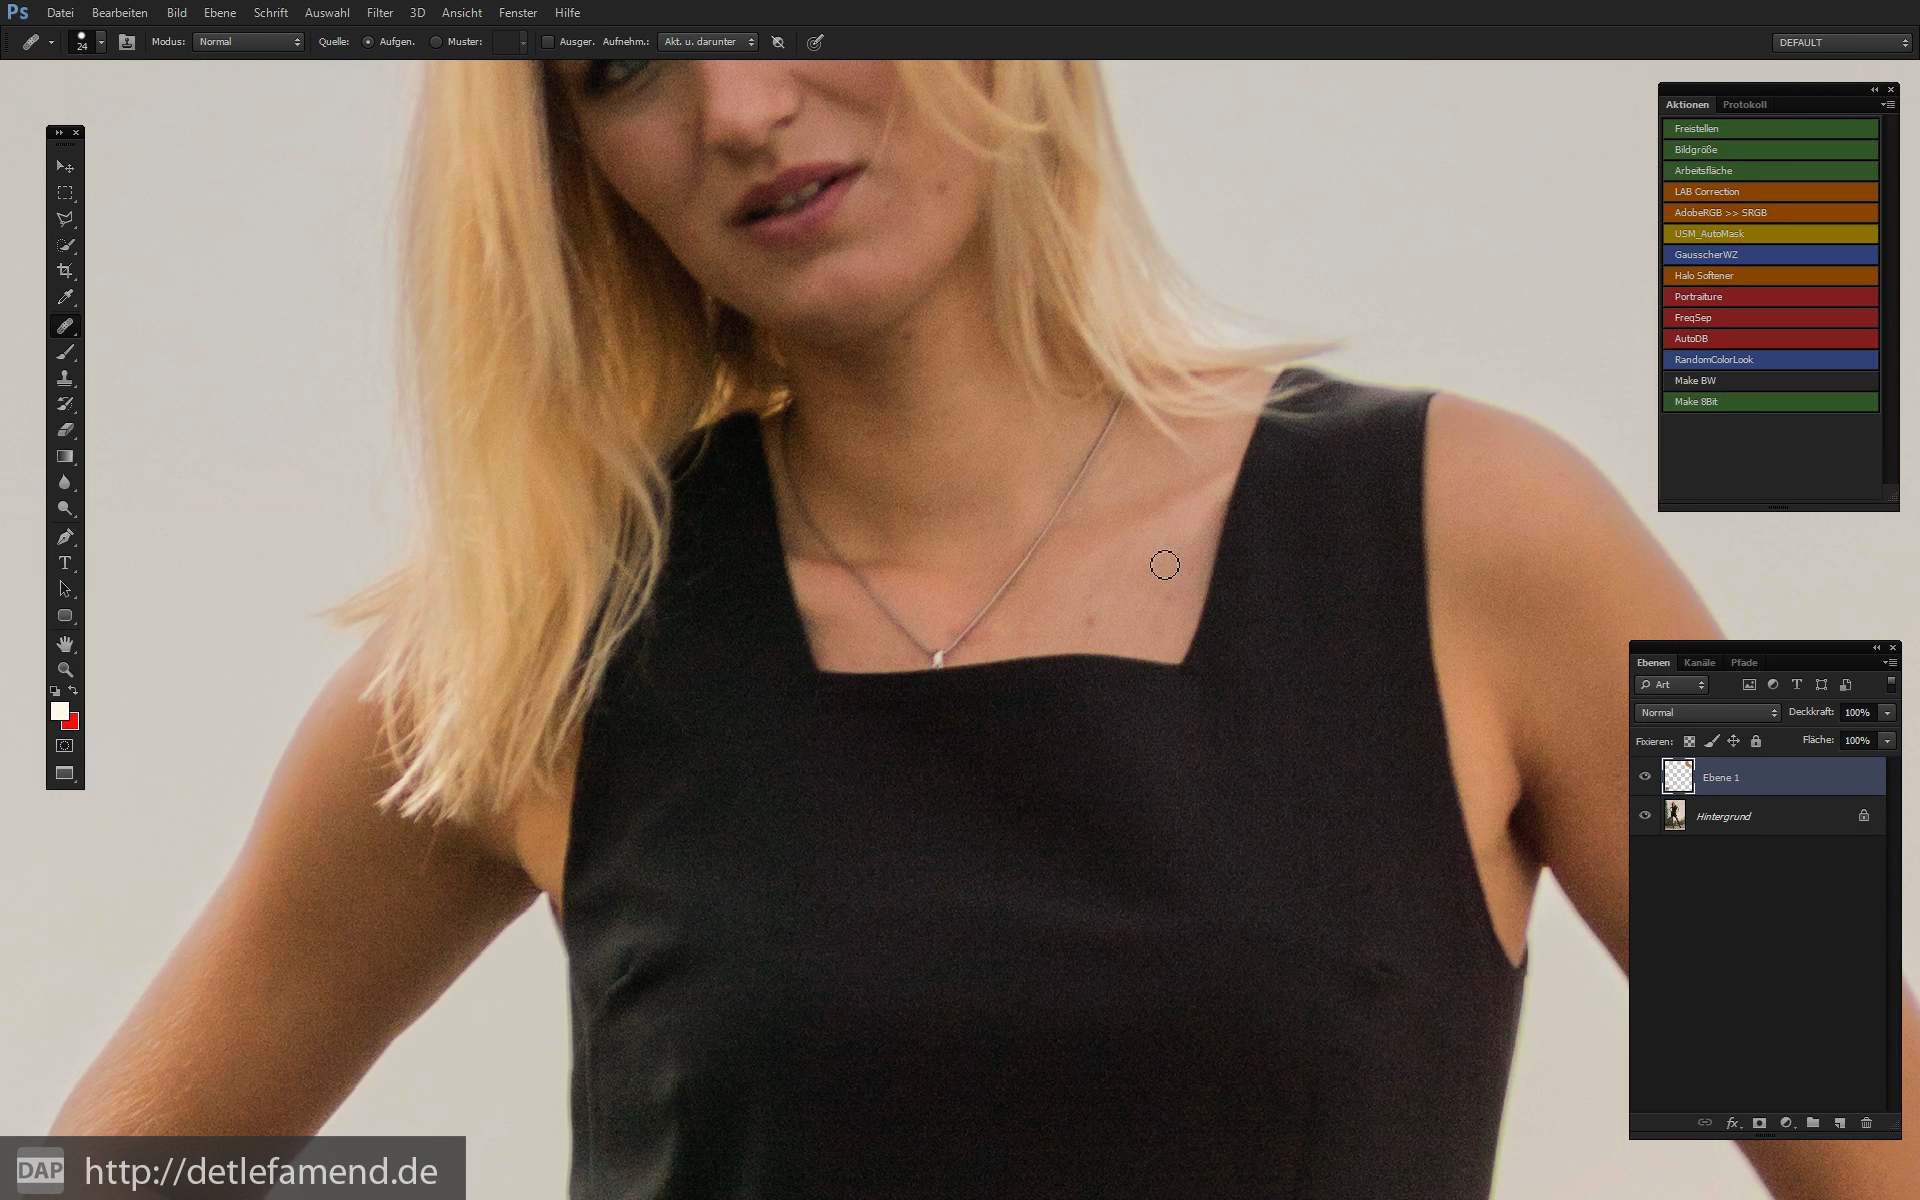 Ps Datei Bearbeiten Bild Ebene Schrift Auswahl Filter 3D Ansicht Fenster Hilfe
24 Modus: Normal Quelle: Aufgen. Muster: Ausger. Aufnehm.: Akt. u. darunter DEFAULT
Aktionen Protokoll
Freistellen
Bildgröße
Arbeitsfläche
LAB Correction
AdobeRGB >> SRGB
USM_AutoMask
GausscherWZ
Halo Softener
Portraiture
FreqSep
AutoDB
RandomColorLook
Make BW
Make 8Bit
Ebenen Kanäle Pfade
Art
Normal Deckkraft: 100%
Fixieren: Fläche: 100%
Ebene 1
Hintergrund
fx
DAP http://detlefamend.de